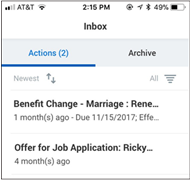 AT&T 2:15 PM 49%
Inbox
Actions (2) Archive
Newest All
Benefit Change - Marriage : Rene...
1 month(s) ago - Due 11/15/2017; Effe...
Offer for Job Application: Ricky...
4 month(s) ago